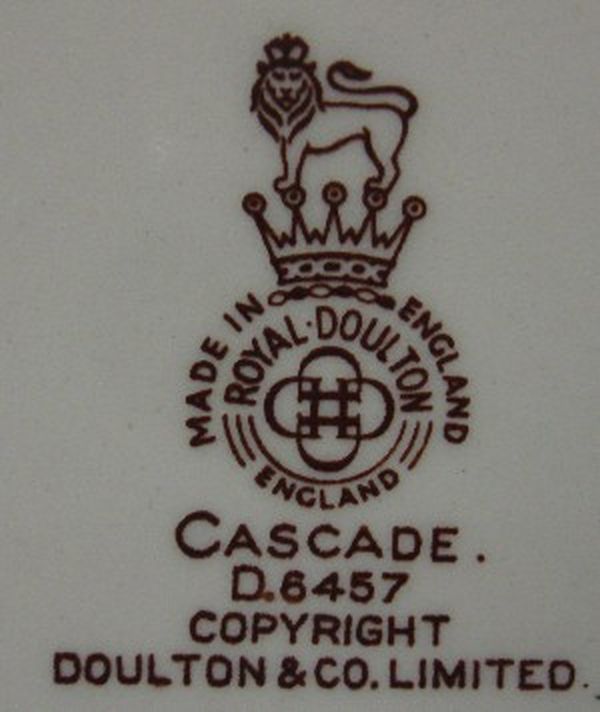 MADE IN ENGLAND
ROYAL·DOULTON
ENGLAND
CASCADE.
D.6457
COPYRIGHT
DOULTON & CO. LIMITED.